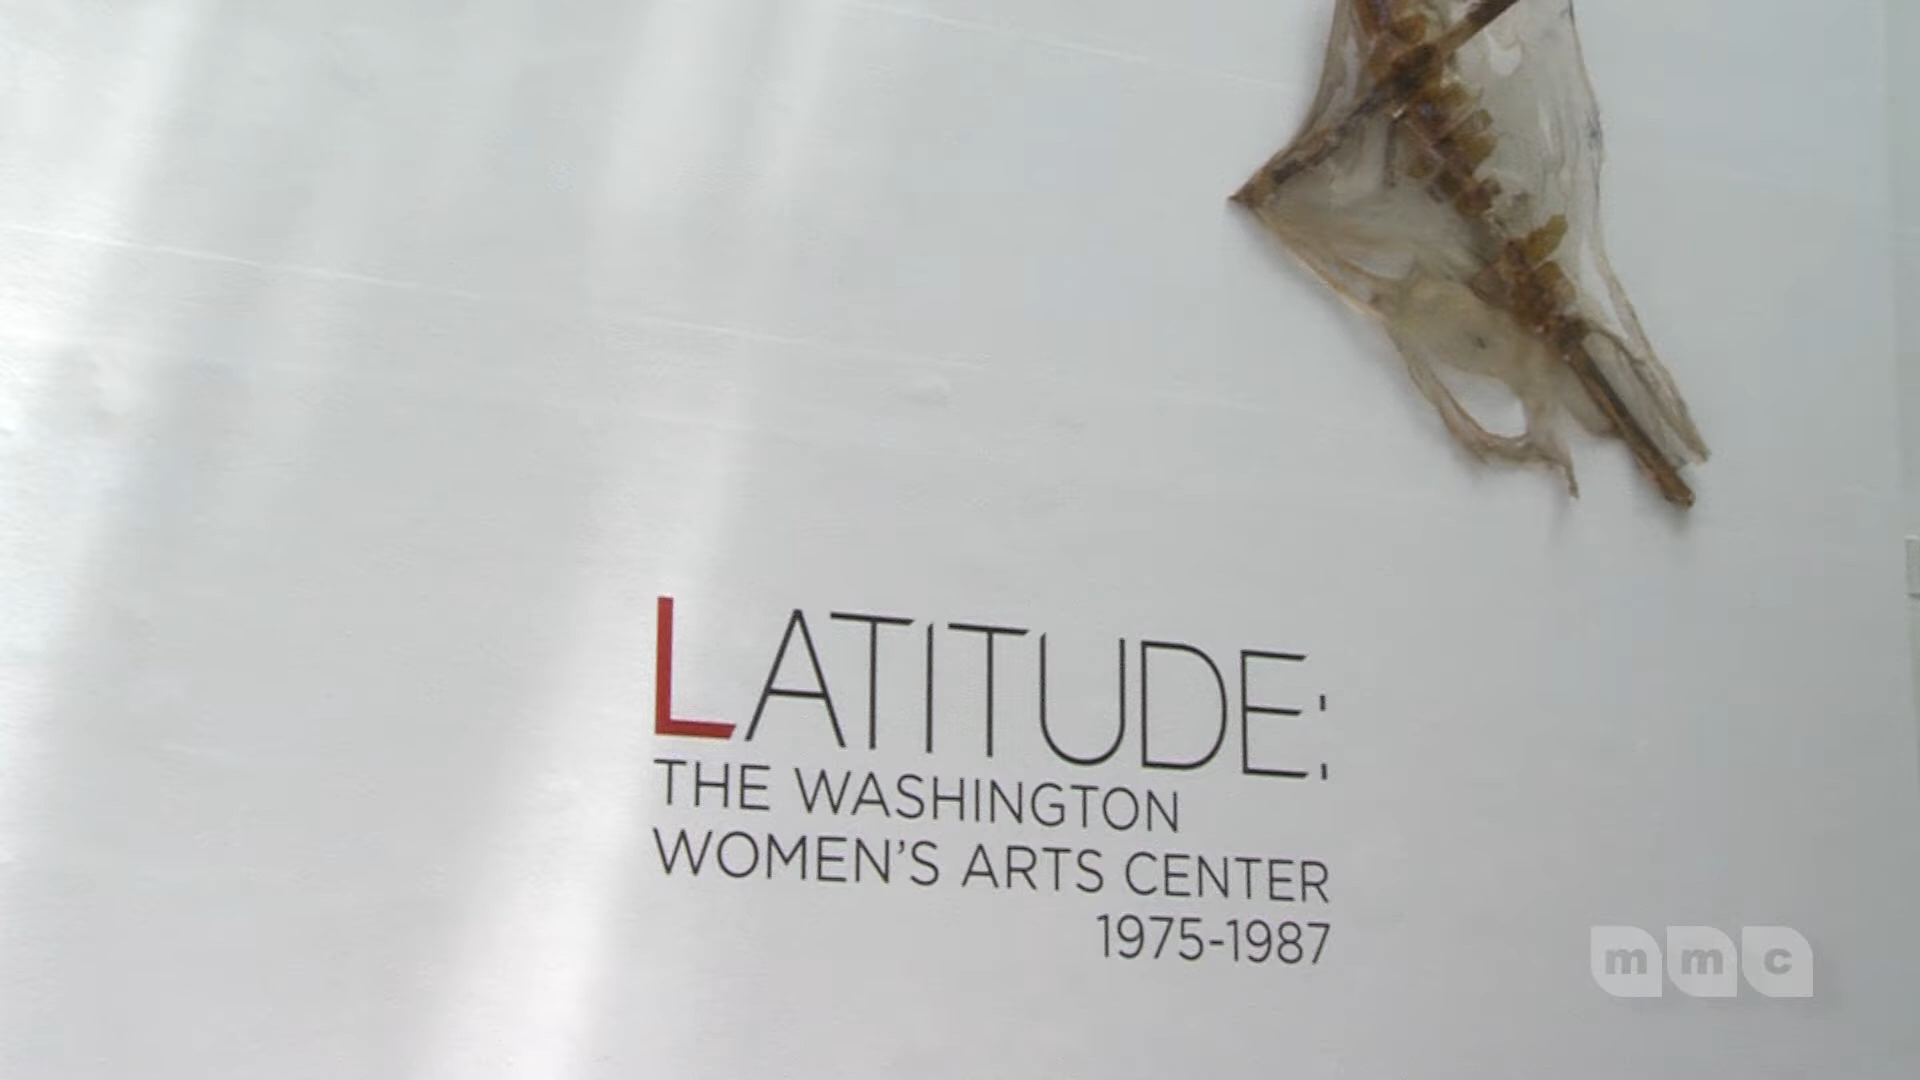 LATITUDE:
THE WASHINGTON
WOMEN'S ARTS CENTER
1975-1987
mmc